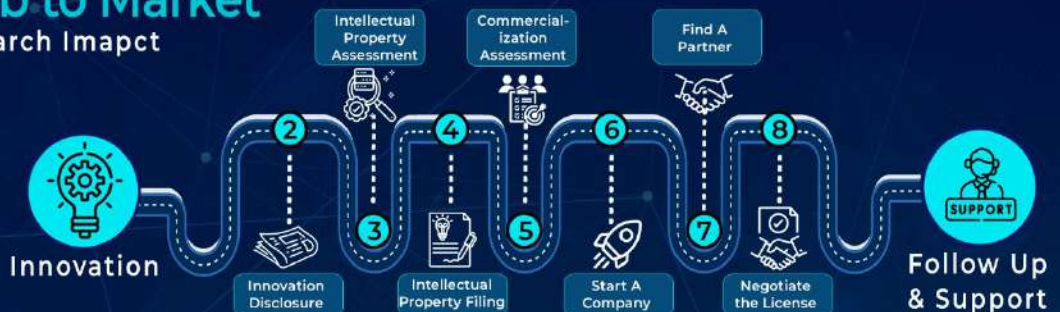 b to Market
arch Imapct
Intellectual
Property
Assessment
Commercial-
ization
Assessment
Find A
Partner
2
4
6
8
3
5
7
SUPPORT
Innovation
Innovation
Disclosure
Intellectual
Property Filing
Start A
Company
Negotiate
the License
Follow Up
& Support